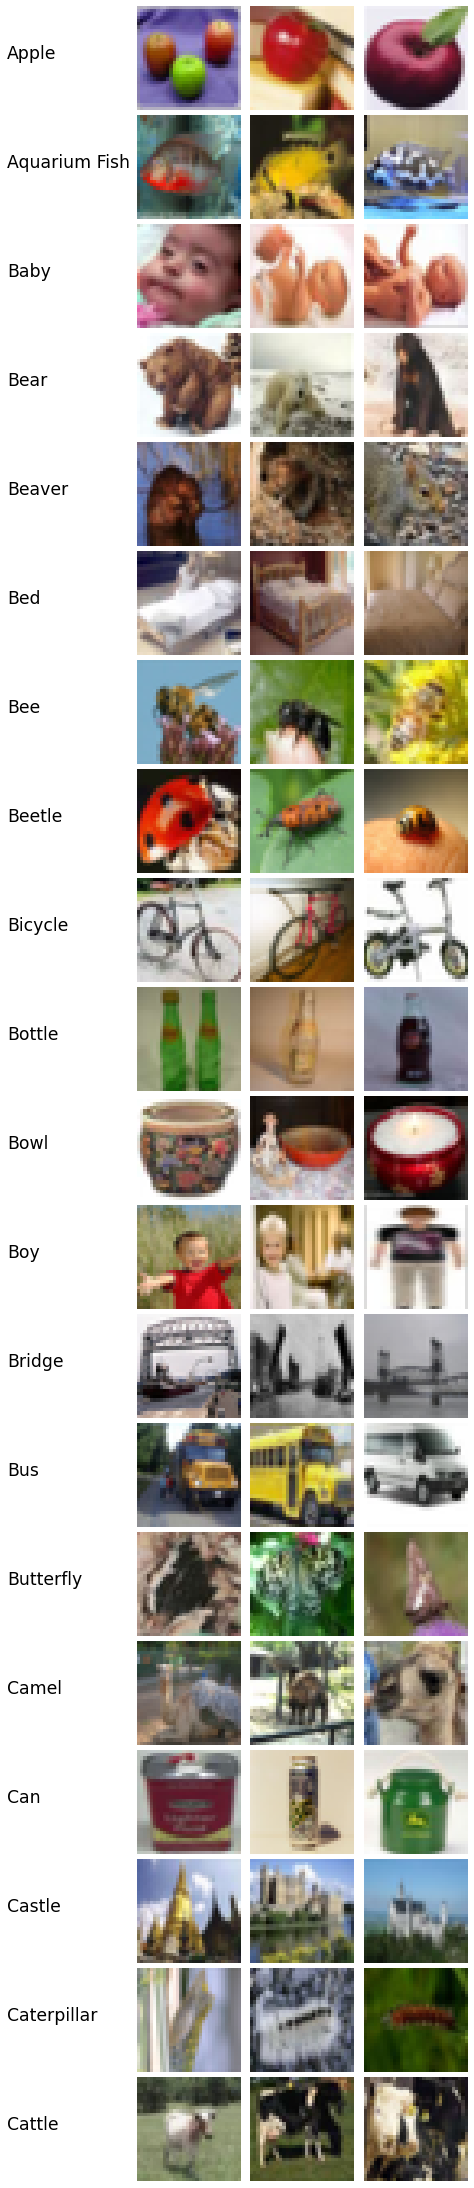 Apple
Aquarium Fish
Baby
Bear
Beaver
Bed
Bee
Beetle
Bicycle
Bottle
Bowl
Boy
Bridge
Bus
Butterfly
Camel
Can
Castle
Caterpillar
Cattle